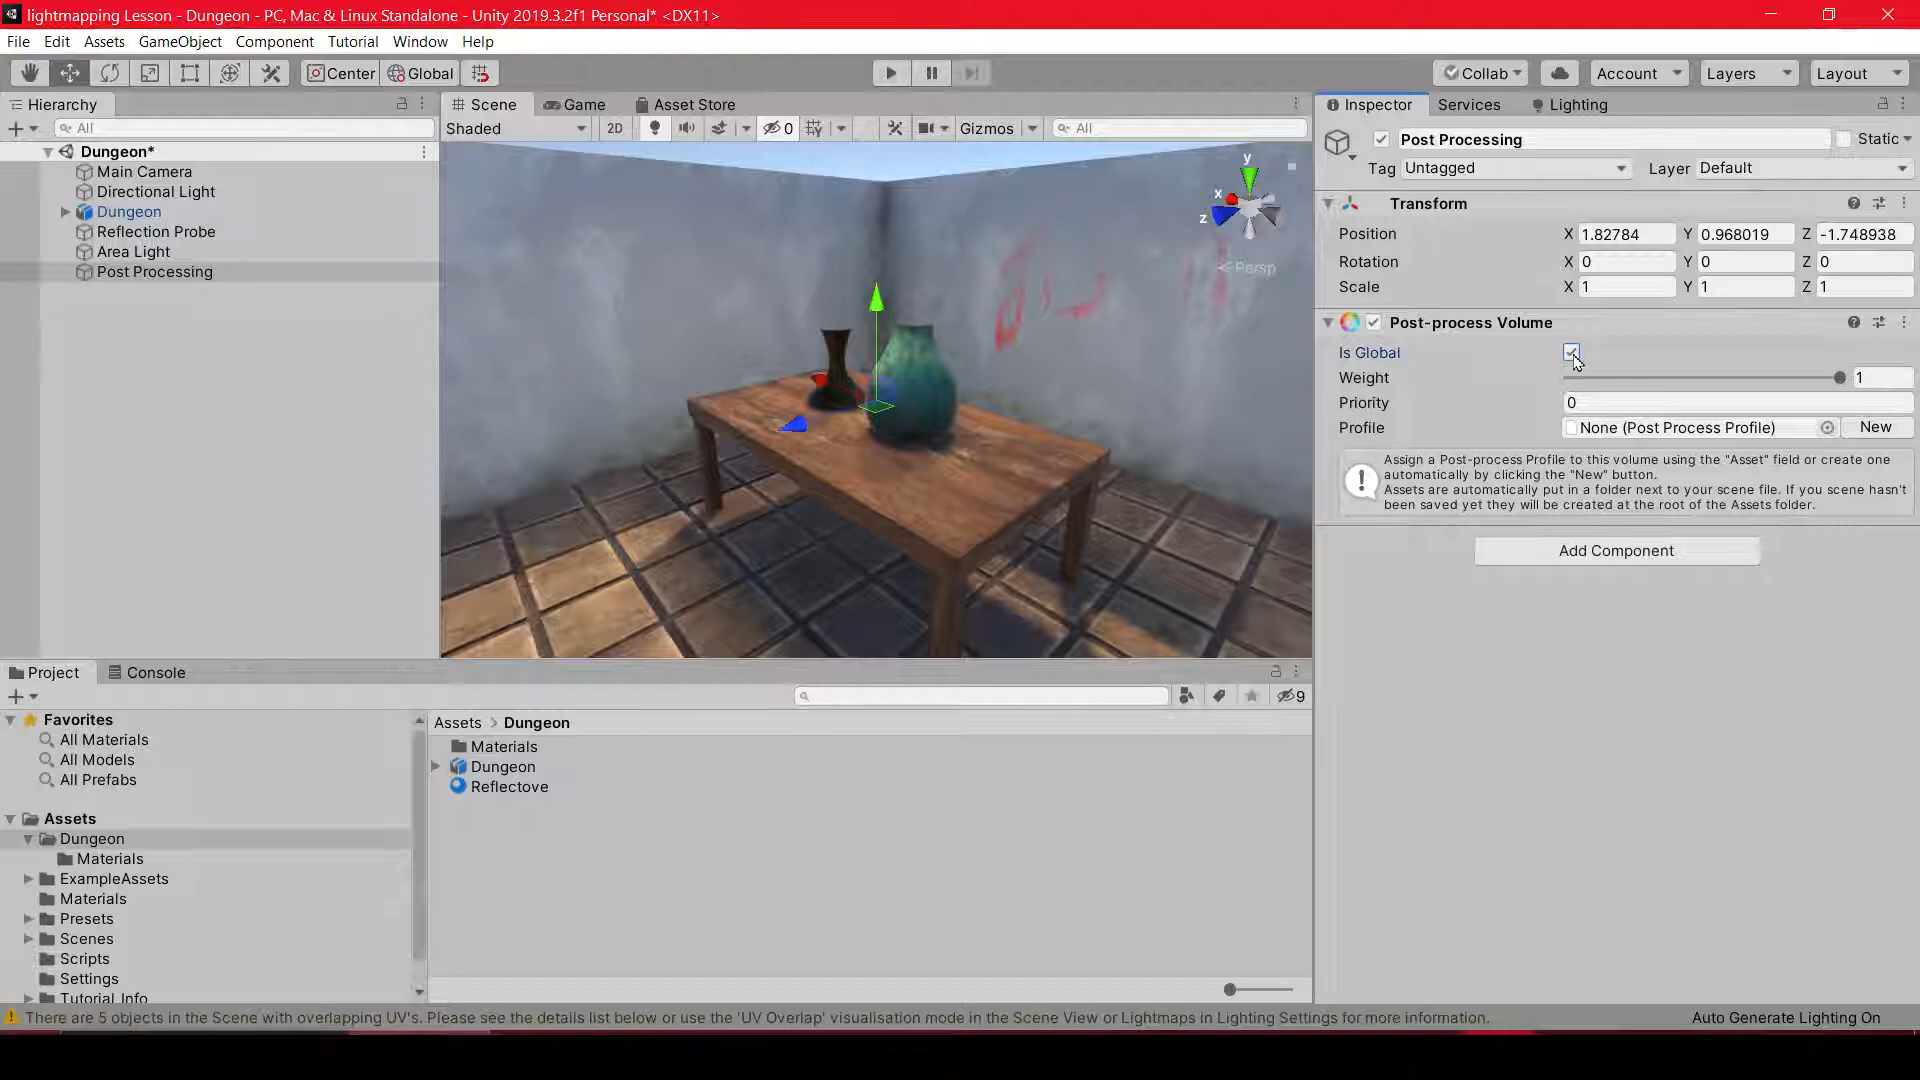 lightmapping Lesson - Dungeon - PC, Mac & Linux Standalone - Unity 2019.3.2f1 Personal* <DX11>
File Edit Assets GameObject Component Tutorial Window Help
Center Global Collab Account Layers Layout
Hierarchy
All
Dungeon*
Main Camera
Directional Light
Dungeon
Reflection Probe
Area Light
Post Processing
Scene Game Asset Store
Shaded 2D 0 Gizmos All
y
x
z
Persp
Inspector Services Lighting
Post Processing Static
Tag Untagged Layer Default
Transform
Position X 1.82784 Y 0.968019 Z -1.748938
Rotation X 0 Y 0 Z 0
Scale X 1 Y 1 Z 1
Post-process Volume
Is Global
Weight 1
Priority 0
Profile None (Post Process Profile) New
Assign a Post-process Profile to this volume using the "Asset" field or create one
automatically by clicking the "New" button.
Assets are automatically put in a folder next to your scene file. If you scene hasn't
been saved yet they will be created at the root of the Assets folder.
Add Component
Project Console
9
Favorites
All Materials
All Models
All Prefabs
Assets
Dungeon
Materials
ExampleAssets
Materials
Presets
Scenes
Scripts
Settings
Tutorial Info
Assets > Dungeon
Materials
Dungeon
Reflectove
There are 5 objects in the Scene with overlapping UV's. Please see the details list below or use the 'UV Overlap' visualisation mode in the Scene View or Lightmaps in Lighting Settings for more information.
Auto Generate Lighting On